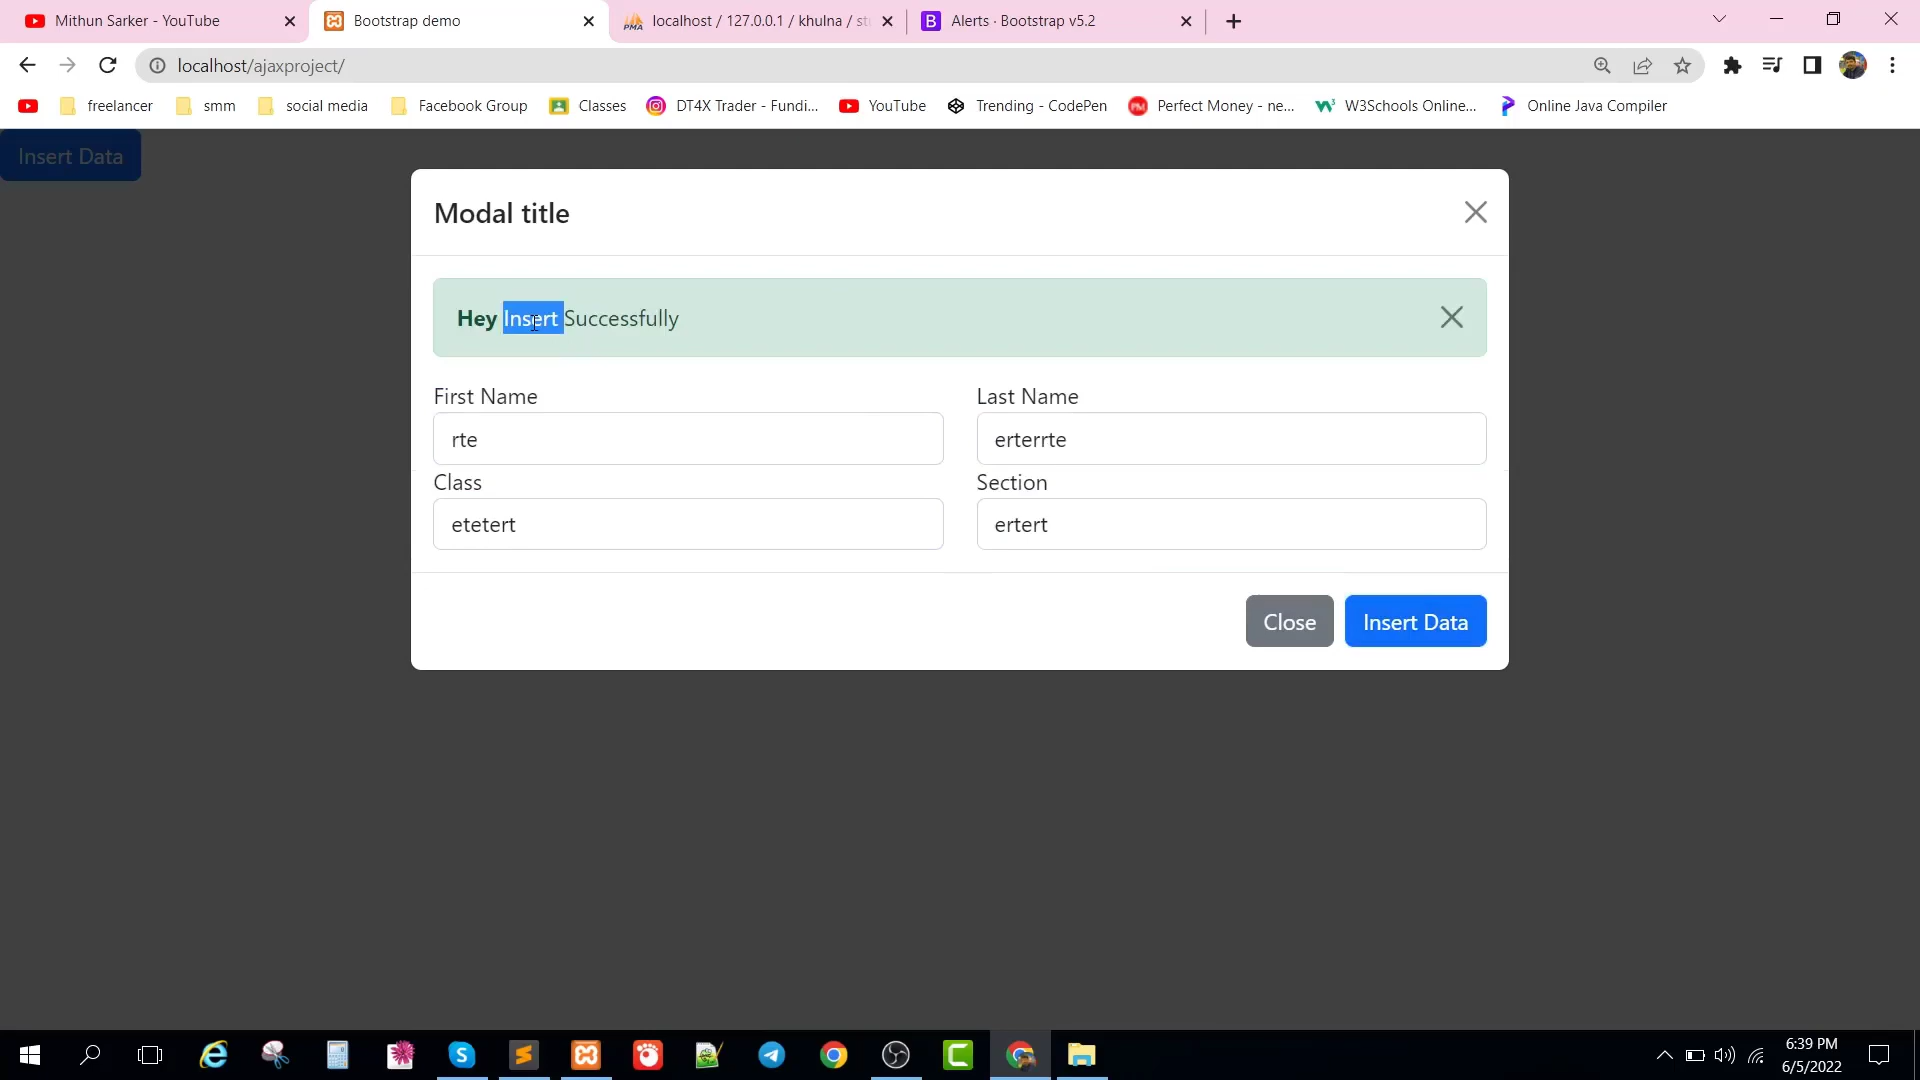 Mithun Sarker - YouTube
Bootstrap demo
localhost / 127.0.0.1 / khulna / stu
Alerts · Bootstrap v5.2
localhost/ajaxproject/
freelancer
smm
social media
Facebook Group
Classes
DT4X Trader - Fundi...
YouTube
Trending - CodePen
Perfect Money - ne...
W3Schools Online...
Online Java Compiler
Insert Data
Modal title
Hey Insert Successfully
First Name
Last Name
rte
erterrte
Class
Section
etetert
ertert
Close
Insert Data
6:39 PM
6/5/2022